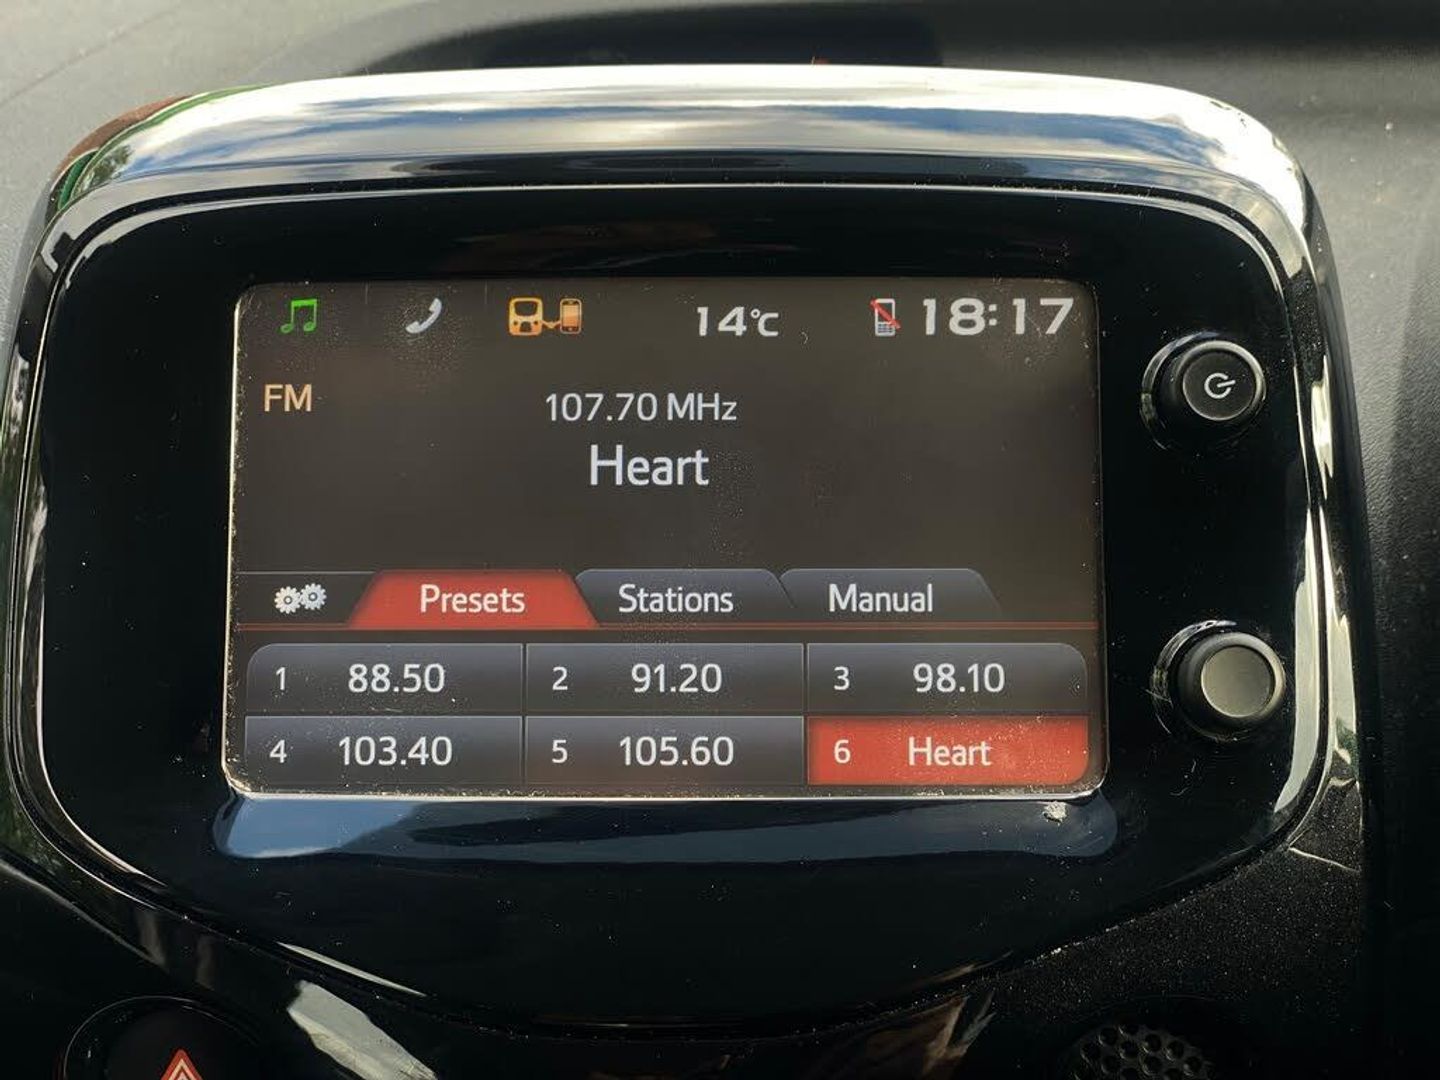 14°C 18:17
FM
107.70 MHz
Heart
Presets Stations Manual
1 88.50 2 91.20 3 98.10
4 103.40 5 105.60 6 Heart